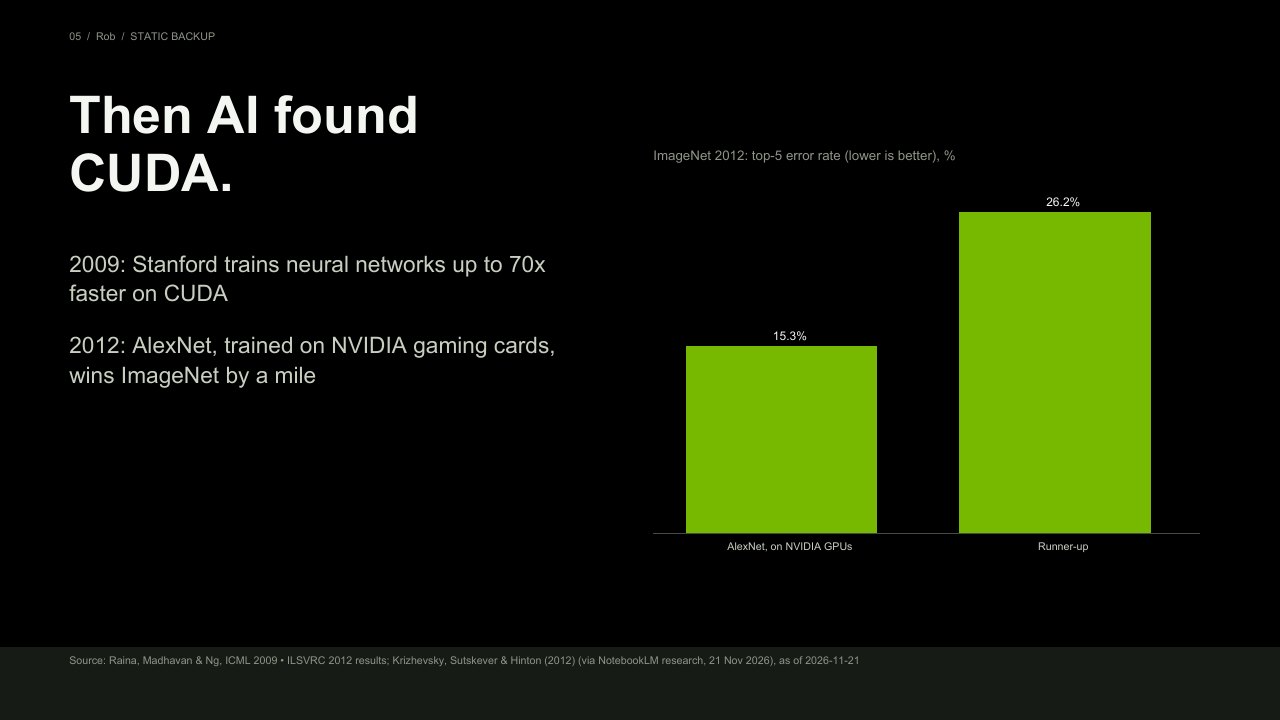 05 / Rob / STATIC BACKUP
Then AI found
CUDA.
2009: Stanford trains neural networks up to 70x
faster on CUDA
2012: AlexNet, trained on NVIDIA gaming cards,
wins ImageNet by a mile
ImageNet 2012: top-5 error rate (lower is better), %
26.2%
15.3%
AlexNet, on NVIDIA GPUs
Runner-up
Source: Raina, Madhavan & Ng, ICML 2009 • ILSVRC 2012 results; Krizhevsky, Sutskever & Hinton (2012) (via NotebookLM research, 21 Nov 2026), as of 2026-11-21